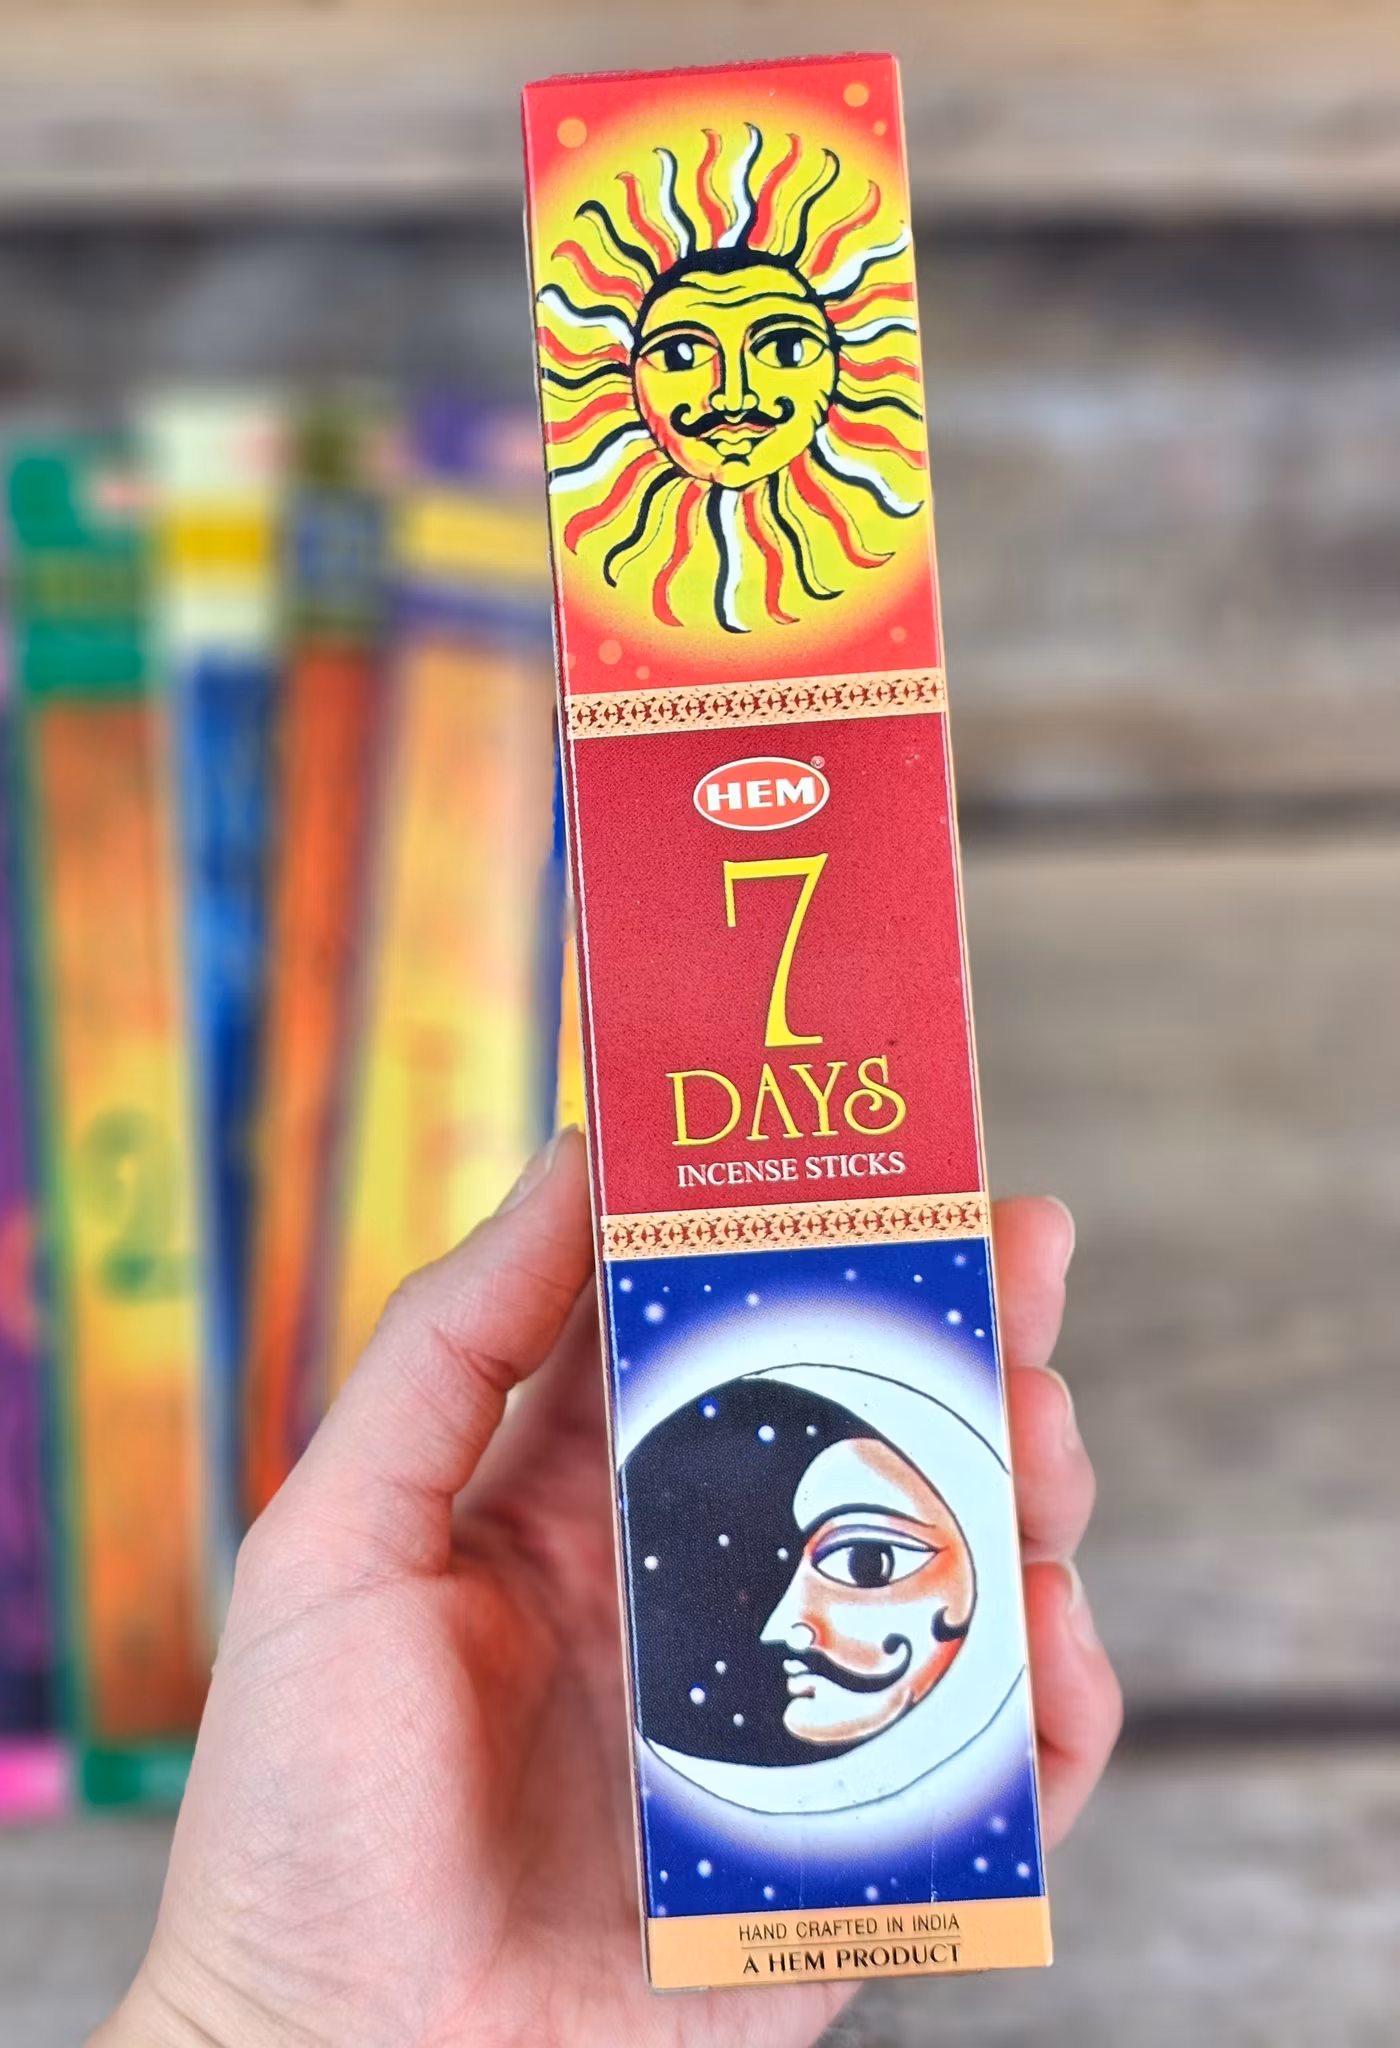 HEM®
7
DAYS
INCENSE STICKS
HAND CRAFTED IN INDIA
A HEM PRODUCT